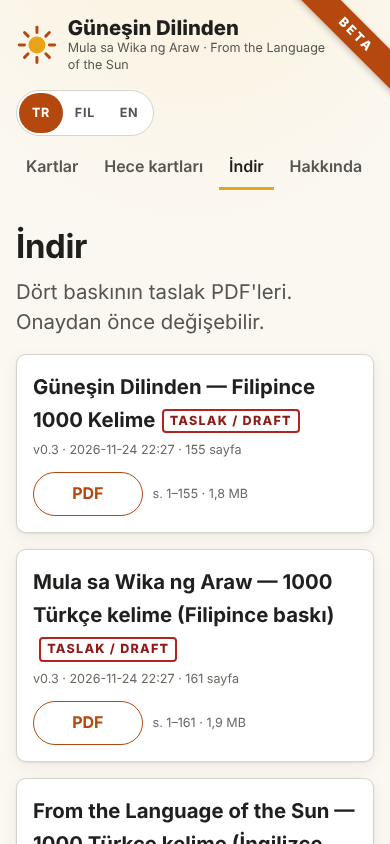 Güneşin Dilinden
Mula sa Wika ng Araw · From the Language
of the Sun
BETA
TR FIL EN
Kartlar Hece kartları İndir Hakkında
İndir
Dört baskının taslak PDF'leri.
Onaydan önce değişebilir.
Güneşin Dilinden — Filipince
1000 Kelime TASLAK / DRAFT
v0.3 · 2026-11-24 22:27 · 155 sayfa
PDF s. 1–155 · 1,8 MB
Mula sa Wika ng Araw — 1000
Türkçe kelime (Filipince baskı)
TASLAK / DRAFT
v0.3 · 2026-11-24 22:27 · 161 sayfa
PDF s. 1–161 · 1,9 MB
From the Language of the Sun —
1000 Türkçe kelime (İngilizce